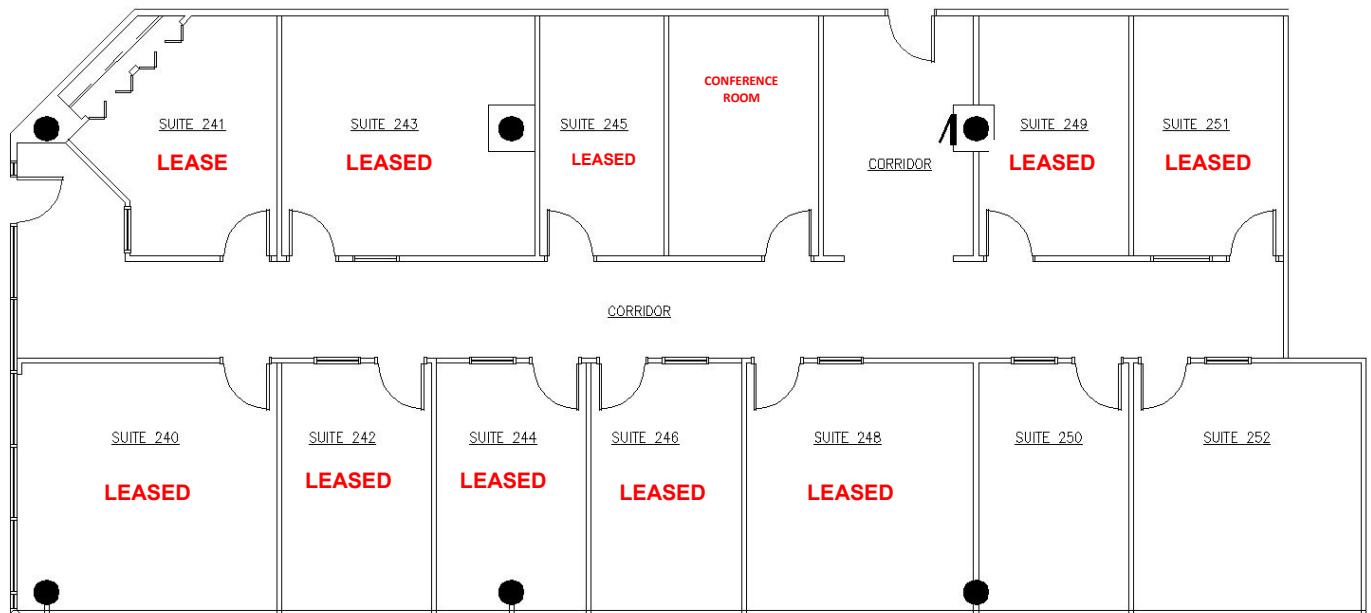 CONFERENCE
ROOM
SUITE 241
LEASE
SUITE 243
LEASED
SUITE 245
LEASED
CORRIDOR
SUITE 249
LEASED
SUITE 251
LEASED
CORRIDOR
SUITE 240
LEASED
SUITE 242
LEASED
SUITE 244
LEASED
SUITE 246
LEASED
SUITE 248
LEASED
SUITE 250
SUITE 252